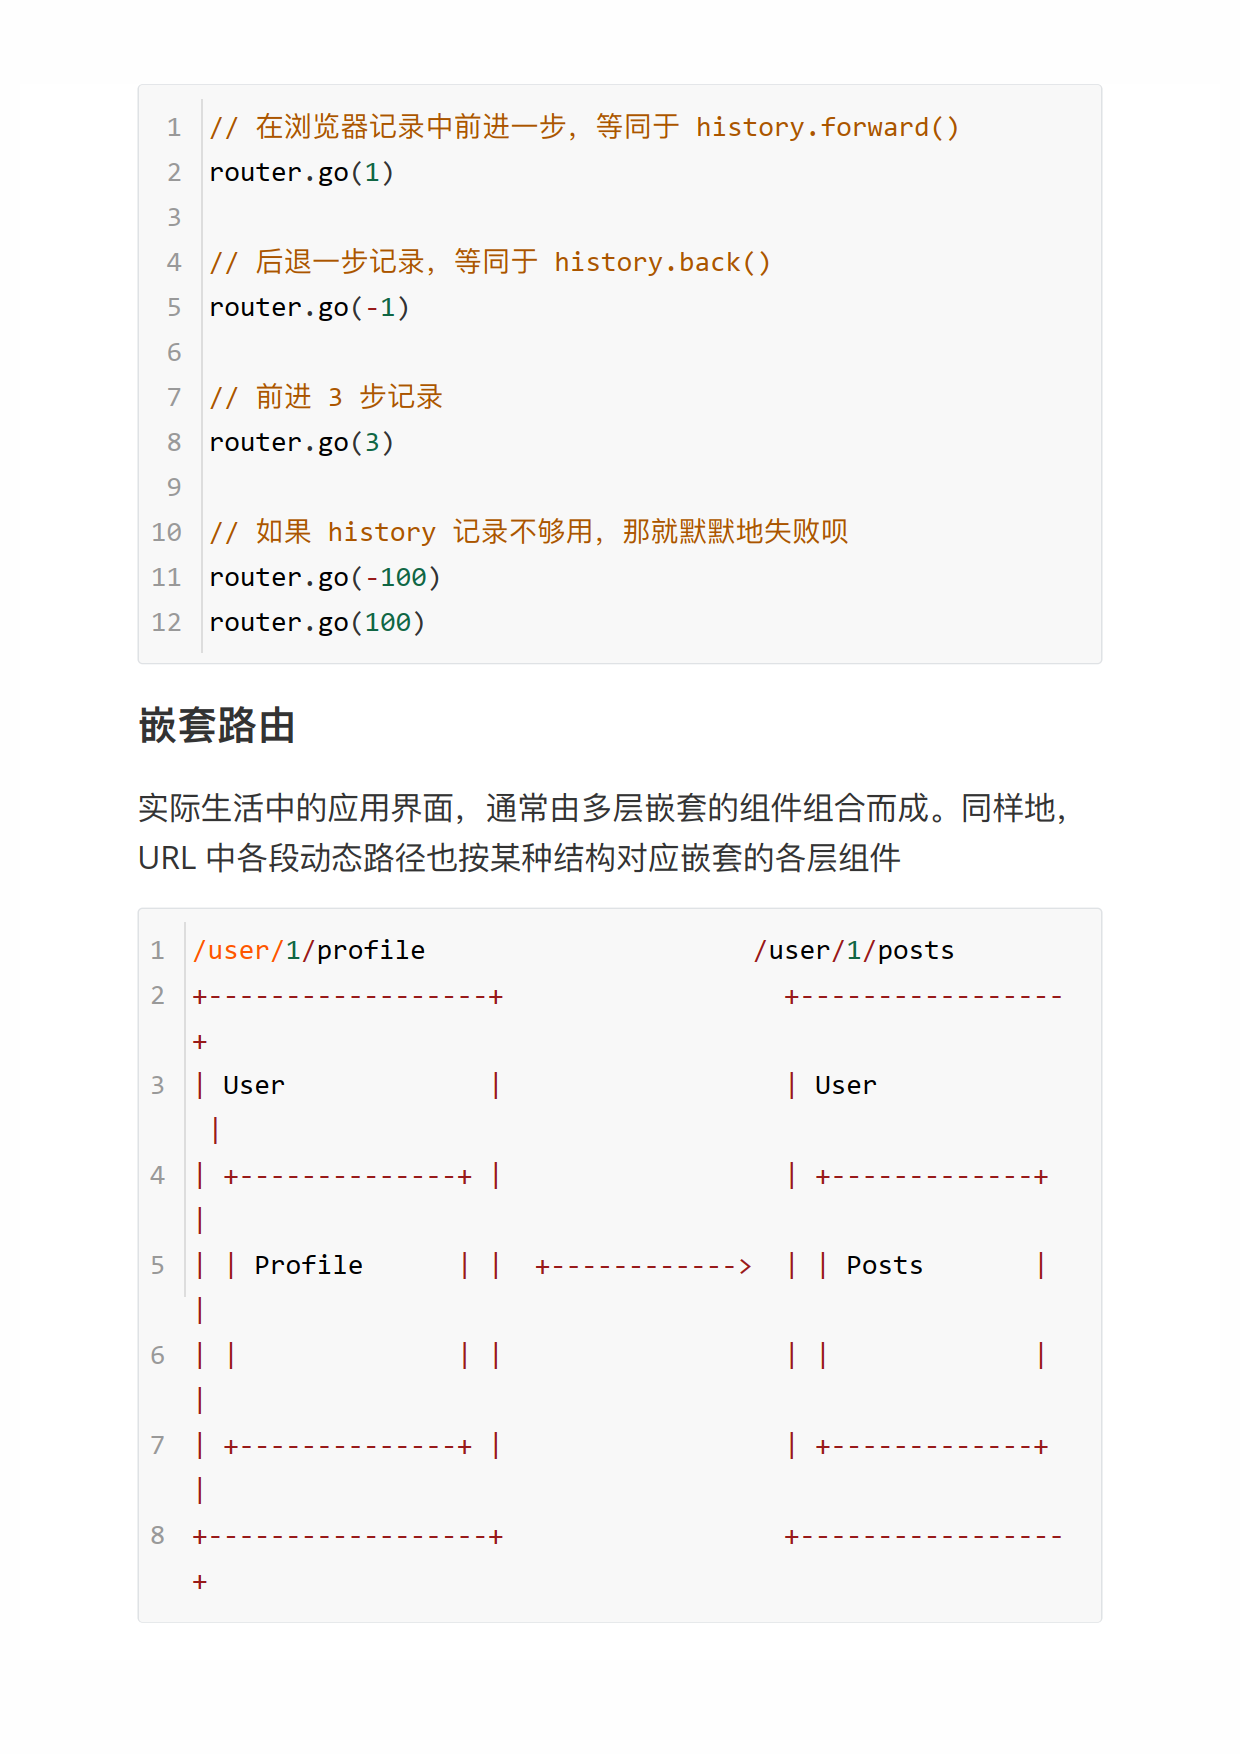 1 // 在浏览器记录中前进一步，等同于 history.forward()
2 router.go(1)
3
4 // 后退一步记录，等同于 history.back()
5 router.go(-1)
6
7 // 前进 3 步记录
8 router.go(3)
9
10 // 如果 history 记录不够用，那就默默地失败呗
11 router.go(-100)
12 router.go(100)
嵌套路由
实际生活中的应用界面，通常由多层嵌套的组件组合而成。同样地，
URL 中各段动态路径也按某种结构对应嵌套的各层组件
1 /user/1/profile                     /user/1/posts
2 +------------------+                  +-----------------
+
3 | User             |                  | User
 |
4 | +--------------+ |                  | +-------------+
|
5 | | Profile      | |  +------------>  | | Posts       |
|
6 | |              | |                  | |             |
|
7 | +--------------+ |                  | +-------------+
|
8 +------------------+                  +-----------------
+